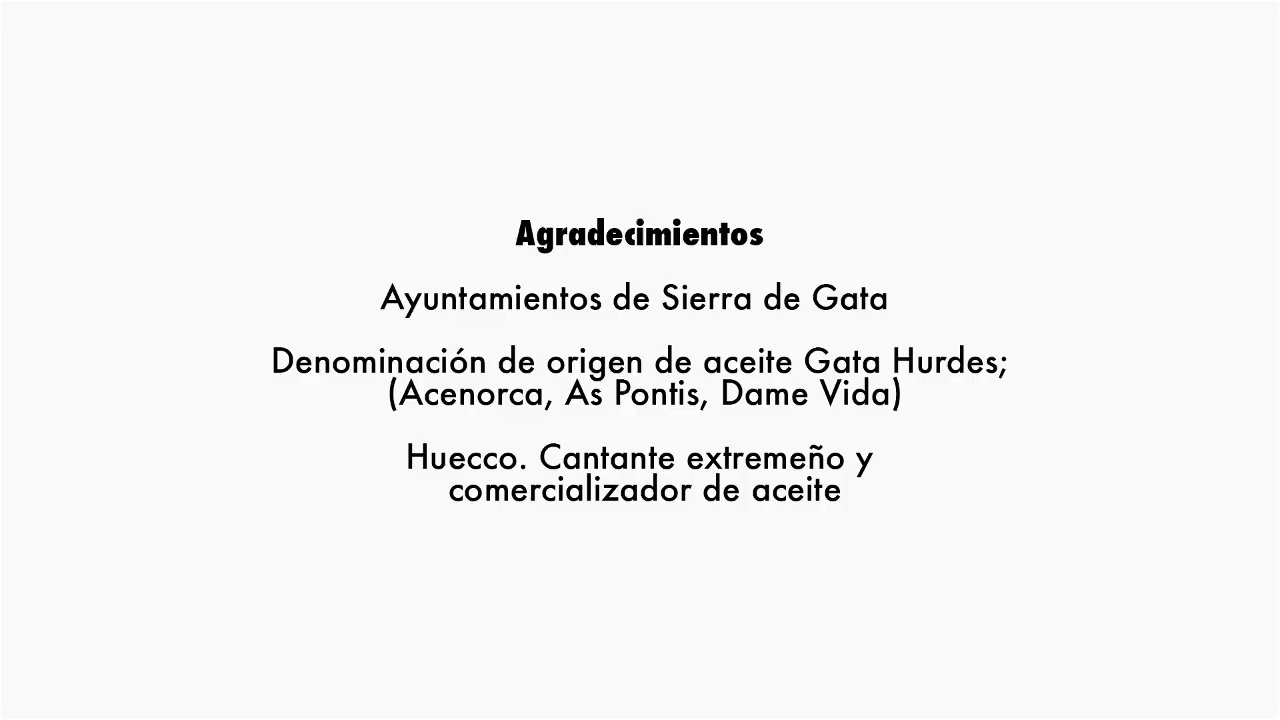 Agradecimientos
Ayuntamientos de Sierra de Gata
Denominación de origen de aceite Gata Hurdes;
(Acenorca, As Pontis, Dame Vida)
Huecco. Cantante extremeño y
comercializador de aceite